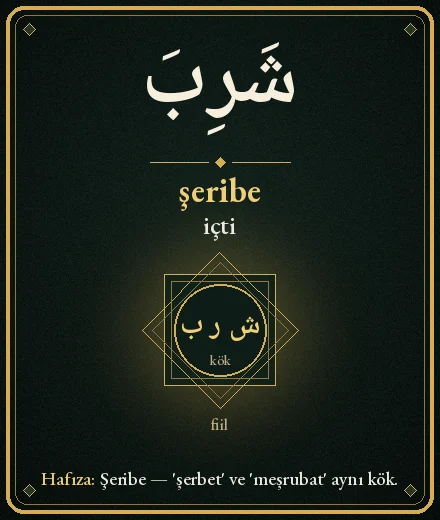 شَرِبَ
şeribe
içti
ش ر ب
kök
fiil
Hafıza: Şeribe — 'şerbet' ve 'meşrubat' aynı kök.